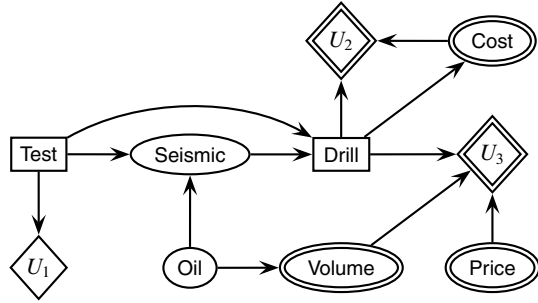 U2
Cost
Test
Seismic
Drill
U3
U1
Oil
Volume
Price